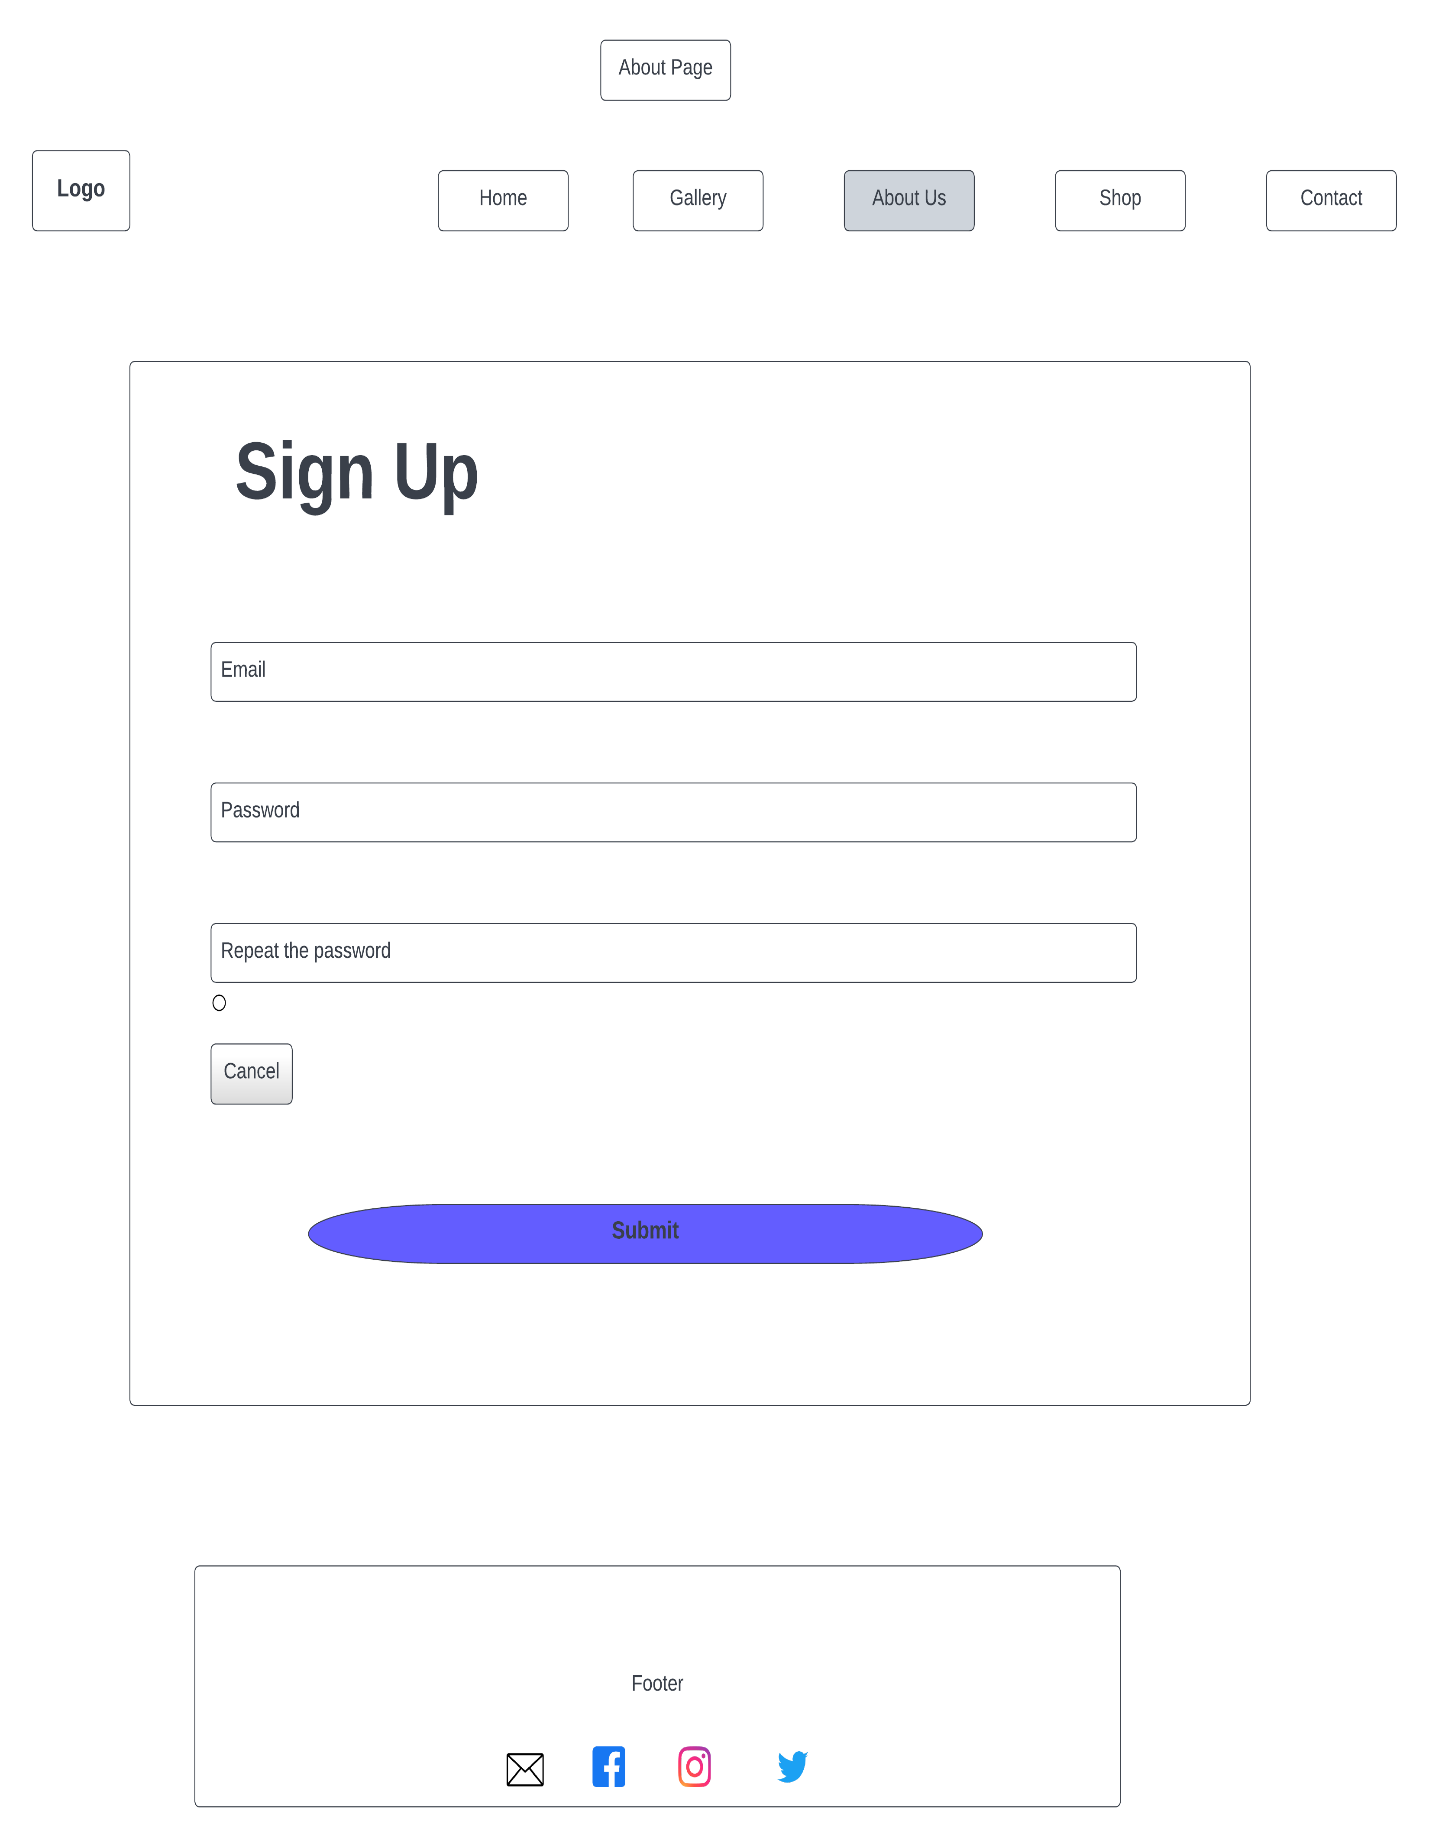 About Page
Logo
Home
Gallery
About Us
Shop
Contact
Sign Up
Email
Password
Repeat the password
Cancel
Submit
Footer